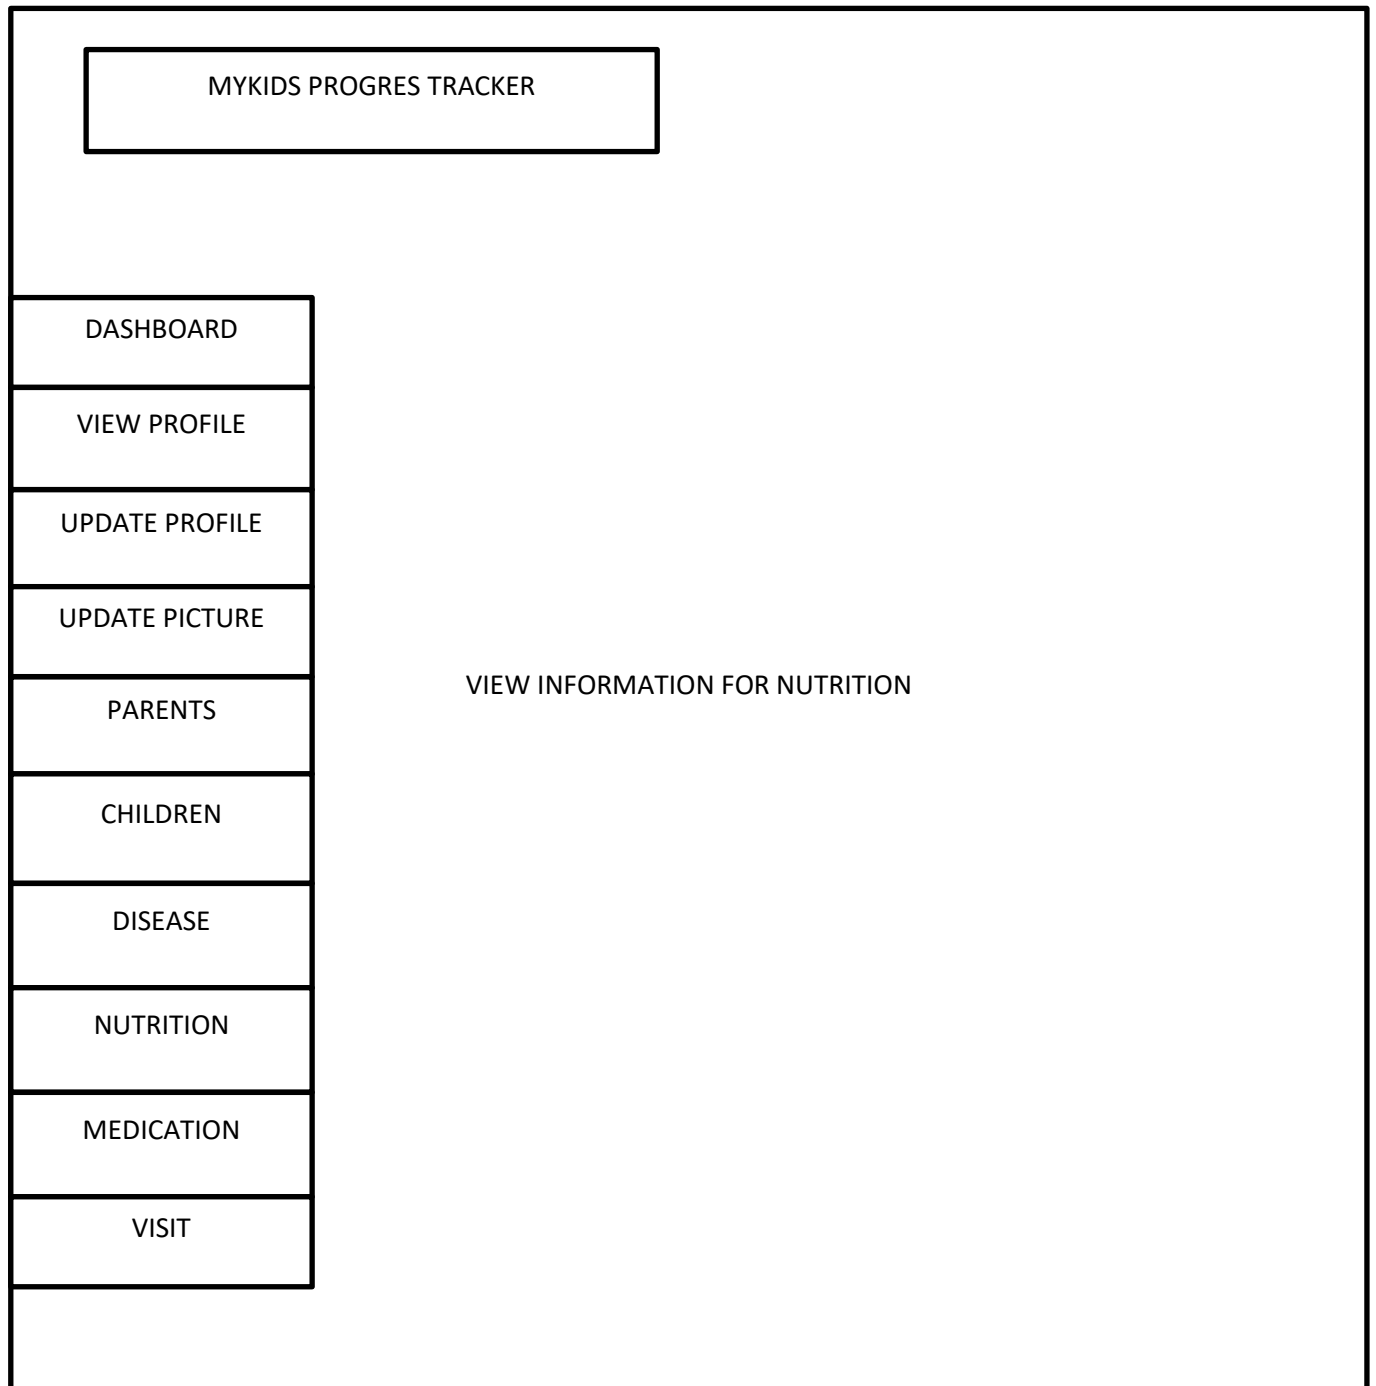 MYKIDS PROGRES TRACKER
DASHBOARD
VIEW PROFILE
UPDATE PROFILE
UPDATE PICTURE
VIEW INFORMATION FOR NUTRITION
PARENTS
CHILDREN
DISEASE
NUTRITION
MEDICATION
VISIT